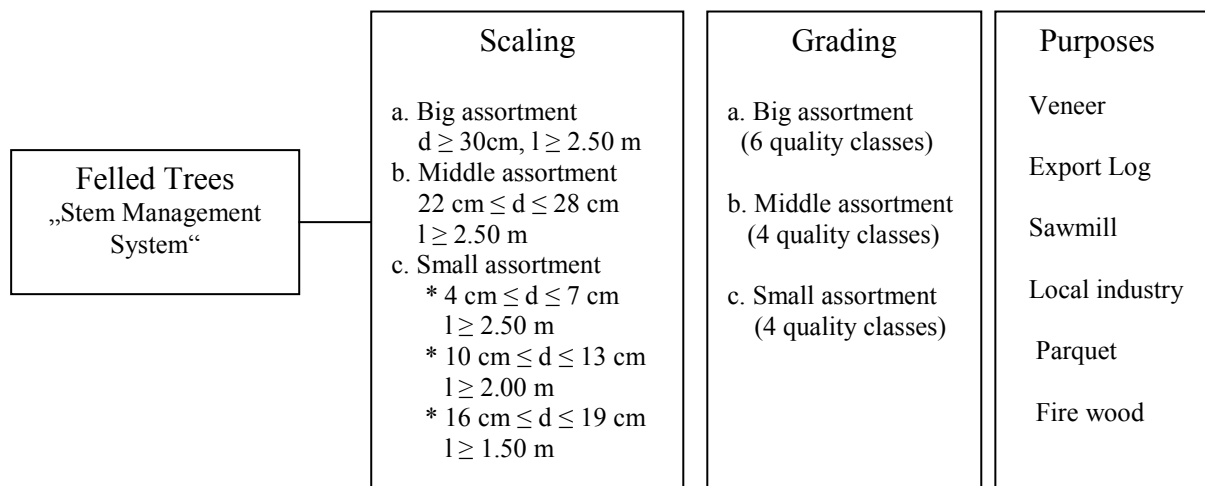 Felled Trees
„Stem Management
System“
Scaling
a. Big assortment
d ≥ 30cm, l ≥ 2.50 m
b. Middle assortment
22 cm ≤ d ≤ 28 cm
l ≥ 2.50 m
c. Small assortment
* 4 cm ≤ d ≤ 7 cm
l ≥ 2.50 m
* 10 cm ≤ d ≤ 13 cm
l ≥ 2.00 m
* 16 cm ≤ d ≤ 19 cm
l ≥ 1.50 m
Grading
a. Big assortment
(6 quality classes)
b. Middle assortment
(4 quality classes)
c. Small assortment
(4 quality classes)
Purposes
Veneer
Export Log
Sawmill
Local industry
Parquet
Fire wood